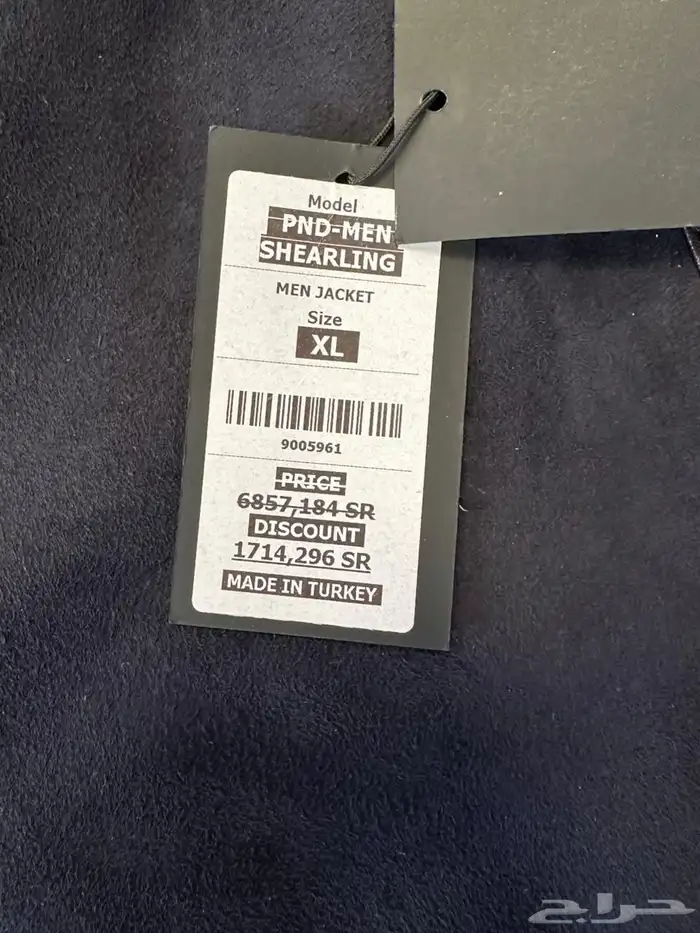 Model
PND-MEN
SHEARLING
MEN JACKET
Size
XL
9005961
PRICE
6857,184 SR
DISCOUNT
1714,296 SR
MADE IN TURKEY
حراج